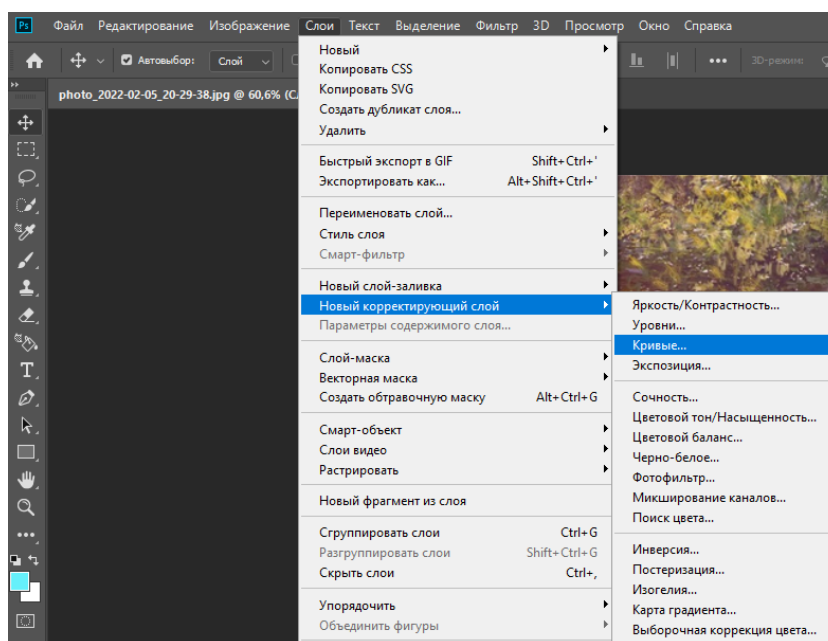 Ps Файл Редактирование Изображение Слои Текст Выделение Фильтр 3D Просмотр Окно Справка
Автовыбор: Слой 3D-режим:
photo_2022-02-05_20-29-38.jpg @ 60,6% (С
Новый
Копировать CSS
Копировать SVG
Создать дубликат слоя...
Удалить
Быстрый экспорт в GIF Shift+Ctrl+'
Экспортировать как... Alt+Shift+Ctrl+'
Переименовать слой...
Стиль слоя
Смарт-фильтр
Новый слой-заливка
Новый корректирующий слой
Параметры содержимого слоя...
Слой-маска
Векторная маска
Создать обтравочную маску Alt+Ctrl+G
Смарт-объект
Слои видео
Растрировать
Новый фрагмент из слоя
Сгруппировать слои Ctrl+G
Разгруппировать слои Shift+Ctrl+G
Скрыть слои Ctrl+,
Упорядочить
Объединить фигуры
Яркость/Контрастность...
Уровни...
Кривые...
Экспозиция...
Сочность...
Цветовой тон/Насыщенность...
Цветовой баланс...
Черно-белое...
Фотофильтр...
Микширование каналов...
Поиск цвета...
Инверсия...
Постеризация...
Изогелия...
Карта градиента...
Выборочная коррекция цвета...